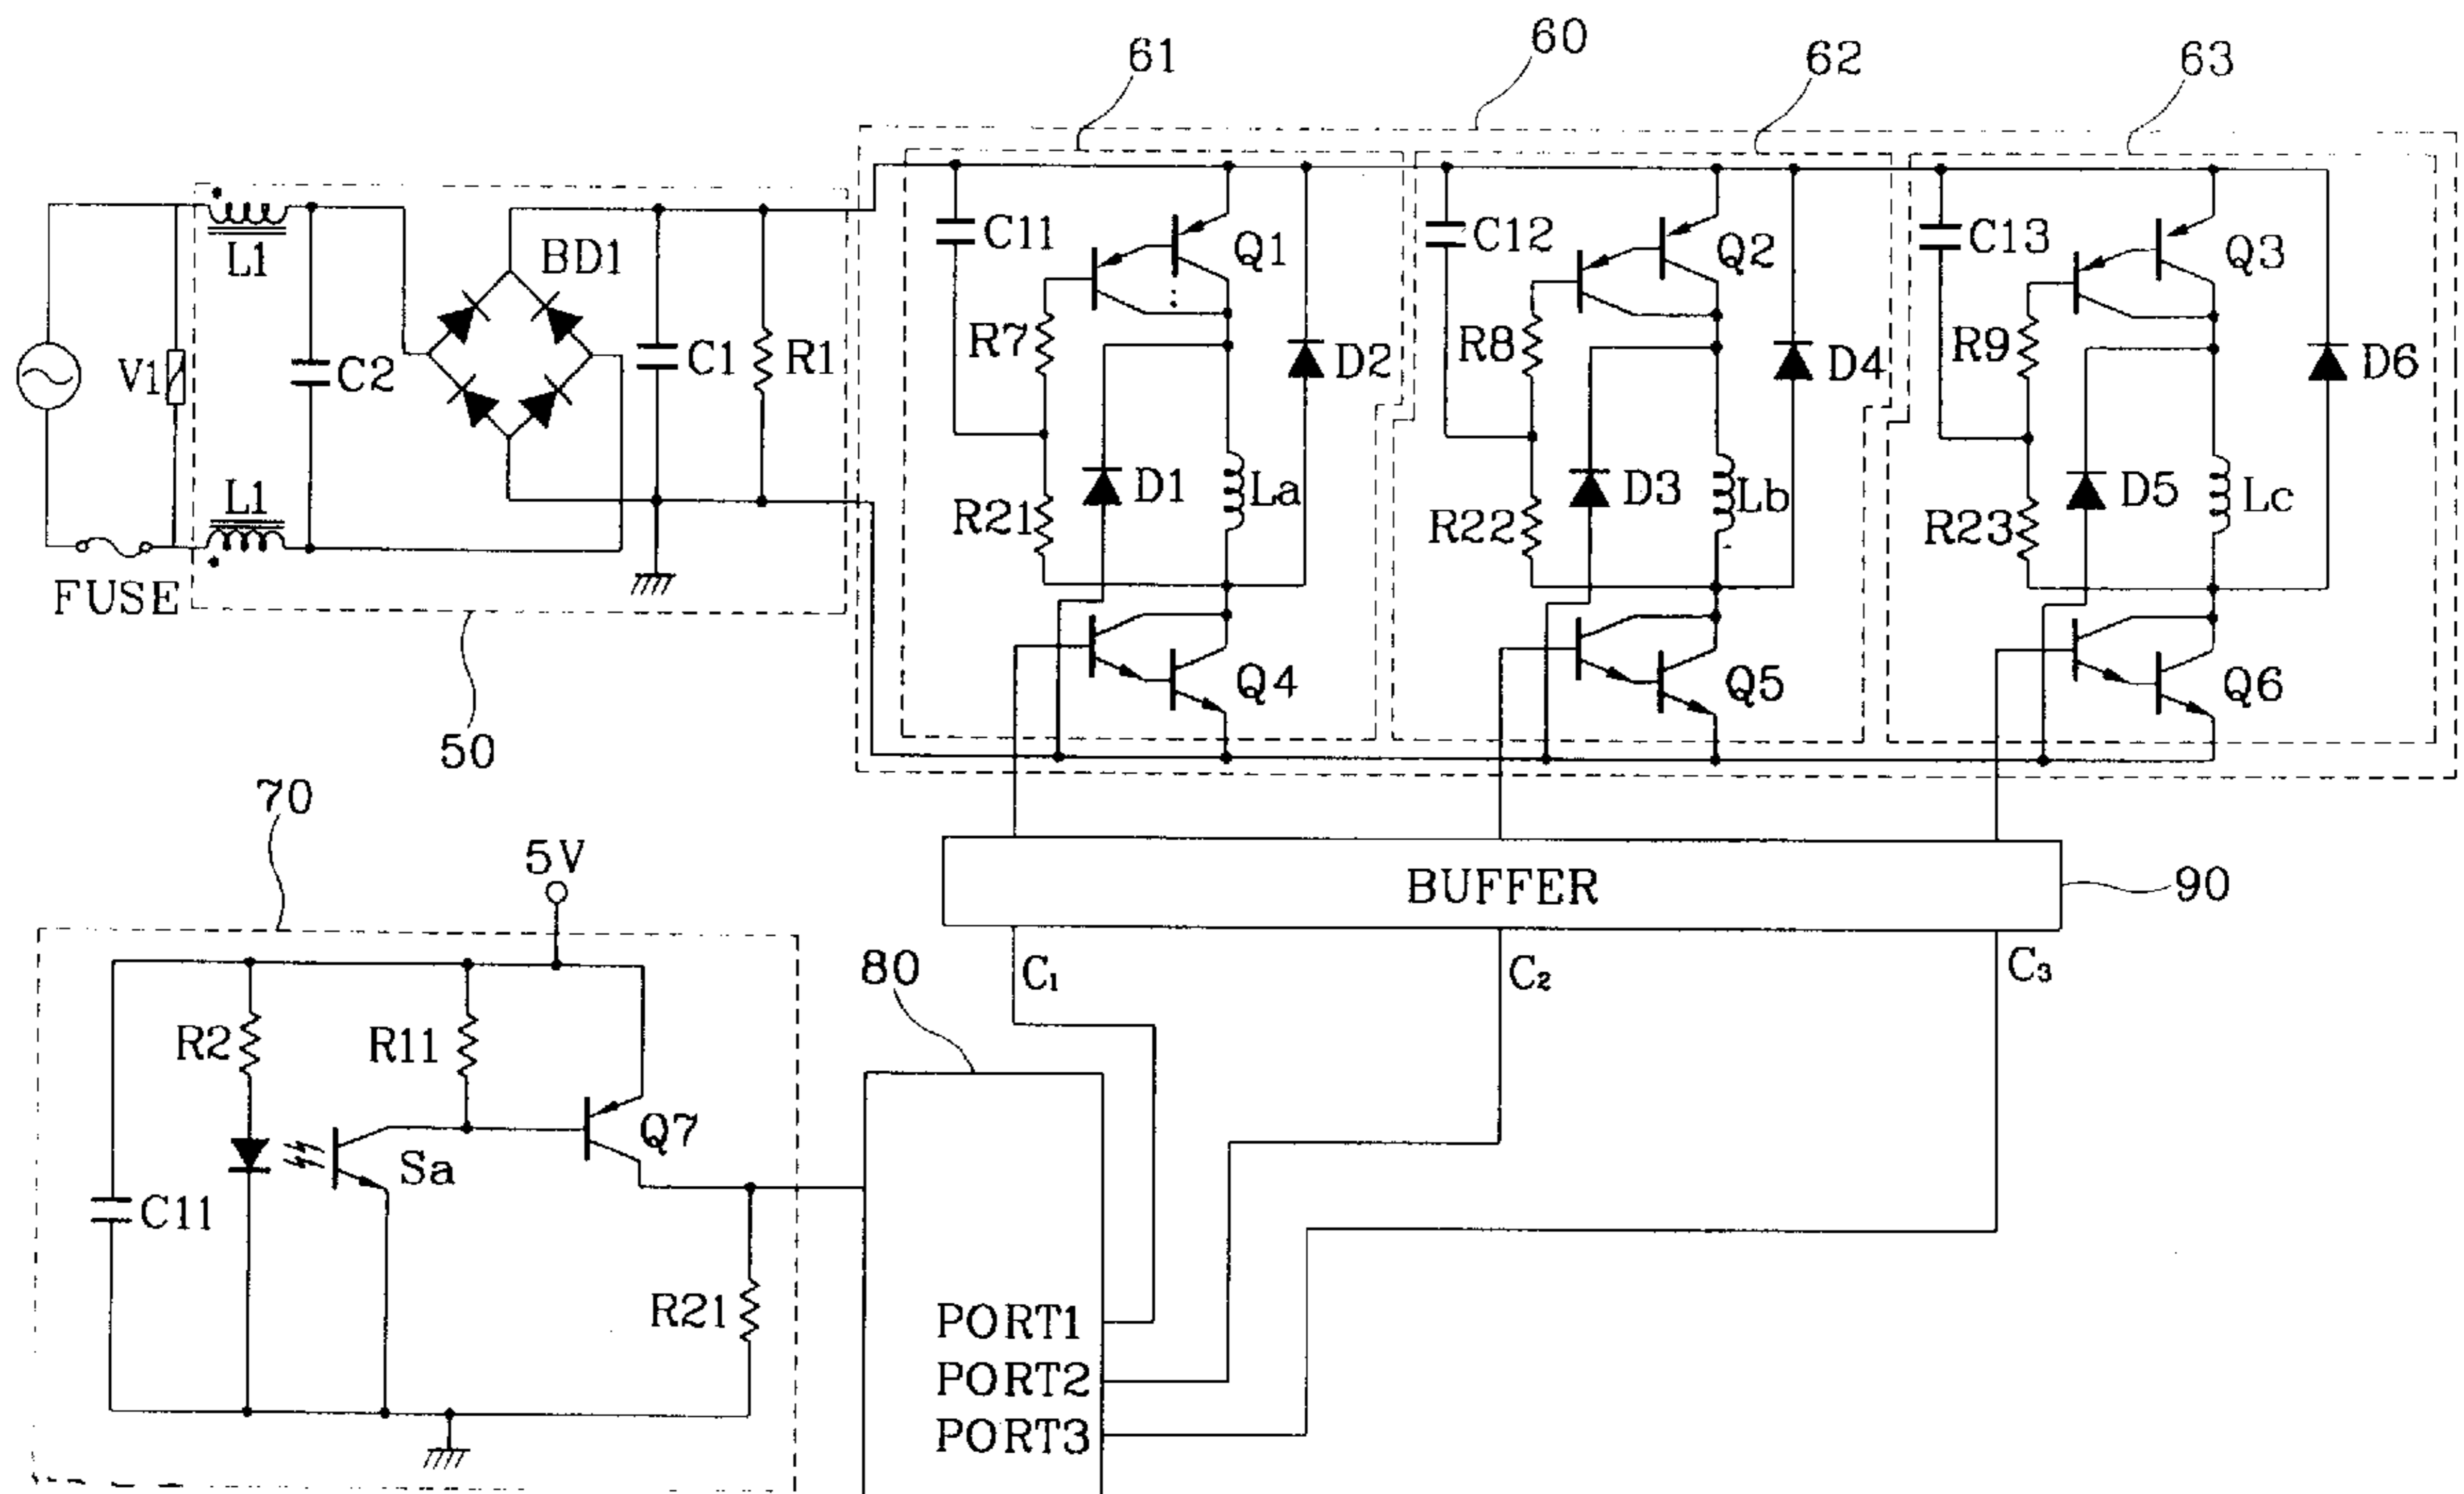 60
61
62
63
L1
BD1
V1
C2
C1
R1
L1
FUSE
50
C11
Q1
R7
D2
D1
La
R21
Q4
C12
Q2
R8
D4
D3
Lb
R22
Q5
C13
Q3
R9
D6
D5
Lc
R23
Q6
70
5V
BUFFER
90
80
C₁
C₂
C₃
R2
R11
Q7
Sa
C11
R21
PORT1
PORT2
PORT3